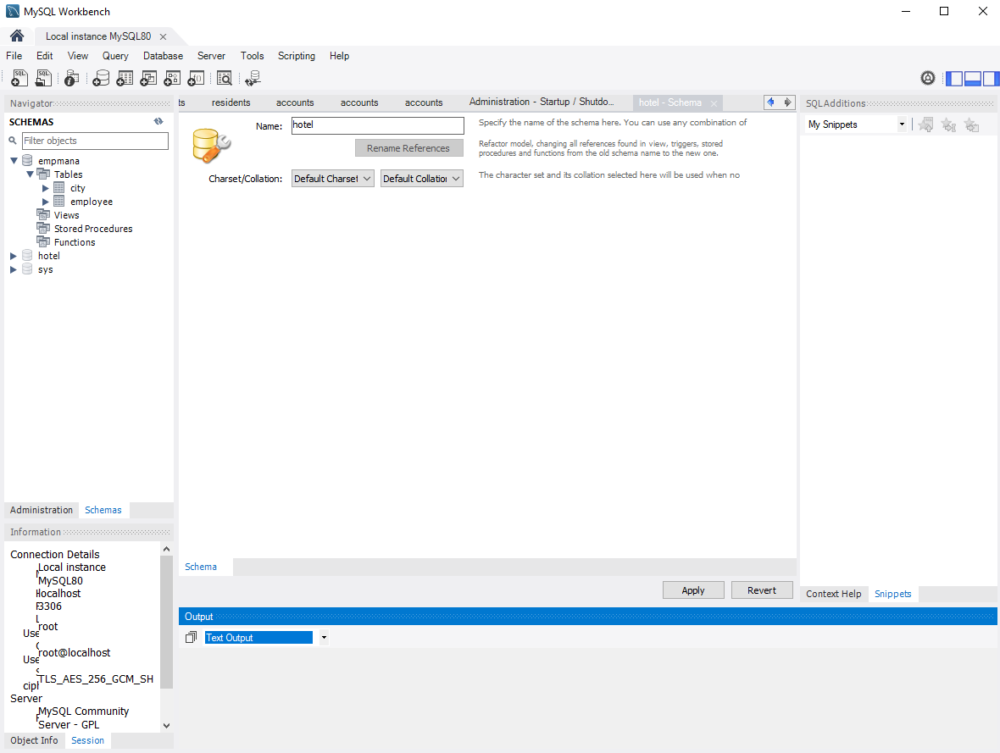 MySQL Workbench
Local instance MySQL80
File Edit View Query Database Server Tools Scripting Help
Navigator
SCHEMAS
Filter objects
empmana
Tables
city
employee
Views
Stored Procedures
Functions
hotel
sys
Administration Schemas
Information
Connection Details
Local instance
MySQL80
localhost
3306
root
Use
root@localhost
Use
TLS_AES_256_GCM_SH
ciph
Server
MySQL Community
Server - GPL
Object Info Session
ts residents accounts accounts accounts Administration - Startup / Shutdo... hotel - Schema
Name: hotel
Specify the name of the schema here. You can use any combination of
Rename References
Refactor model, changing all references found in view, triggers, stored
procedures and functions from the old schema name to the new one.
Charset/Collation: Default Charset Default Collation
The character set and its collation selected here will be used when no
Schema
Apply Revert
Output
Text Output
SQLAdditions
My Snippets
Context Help Snippets